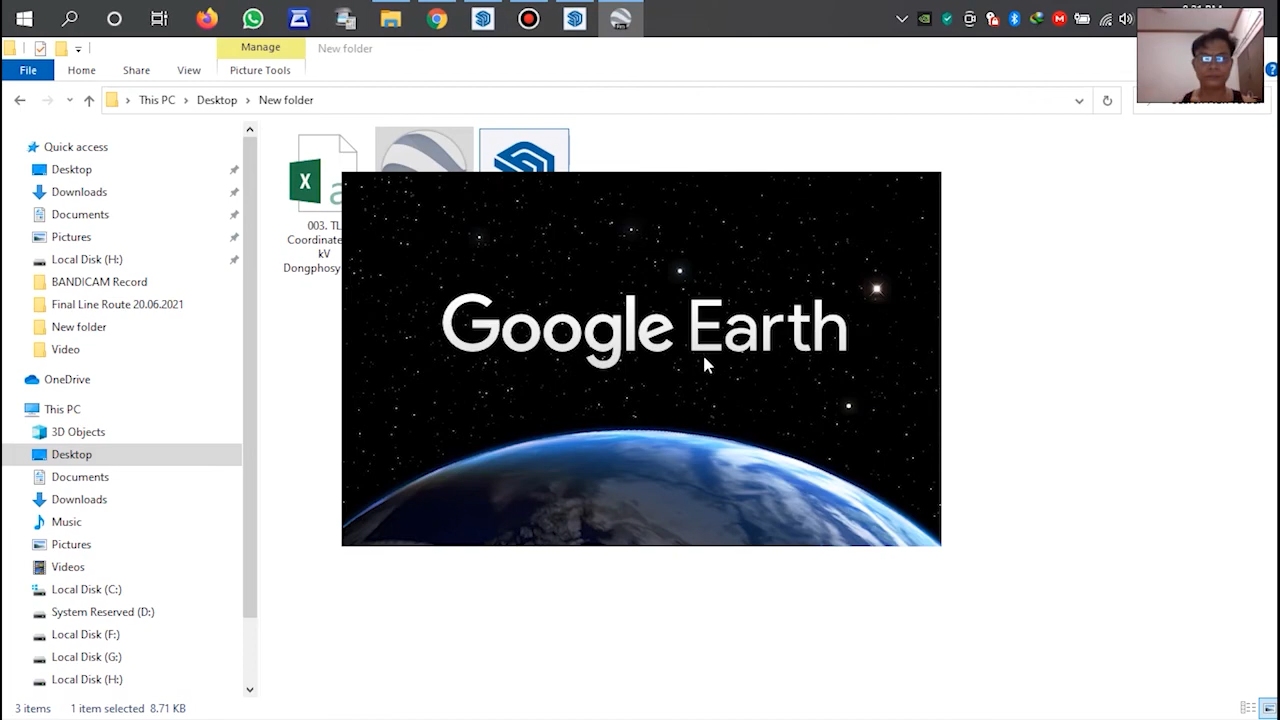 Manage
New folder
File
Home
Share
View
Picture Tools
This PC
Desktop
New folder
Quick access
Desktop
Downloads
Documents
Pictures
Local Disk (H:)
BANDICAM Record
Final Line Route 20.06.2021
New folder
Video
OneDrive
This PC
3D Objects
Desktop
Documents
Downloads
Music
Pictures
Videos
Local Disk (C:)
System Reserved (D:)
Local Disk (F:)
Local Disk (G:)
Local Disk (H:)
003. TL
Coordinate
kV
Dongphosy
Google Earth
3 items
1 item selected 8.71 KB